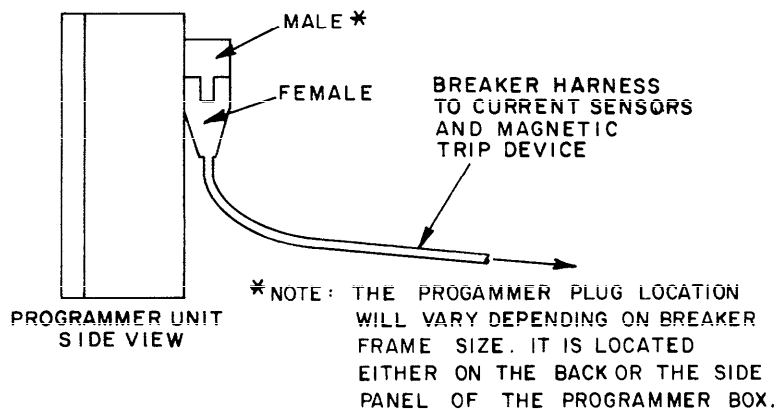 MALE *
FEMALE
BREAKER HARNESS
TO CURRENT SENSORS
AND MAGNETIC
TRIP DEVICE
PROGRAMMER UNIT
SIDE VIEW
*NOTE: THE PROGAMMER PLUG LOCATION
WILL VARY DEPENDING ON BREAKER
FRAME SIZE. IT IS LOCATED
EITHER ON THE BACK OR THE SIDE
PANEL OF THE PROGRAMMER BOX.